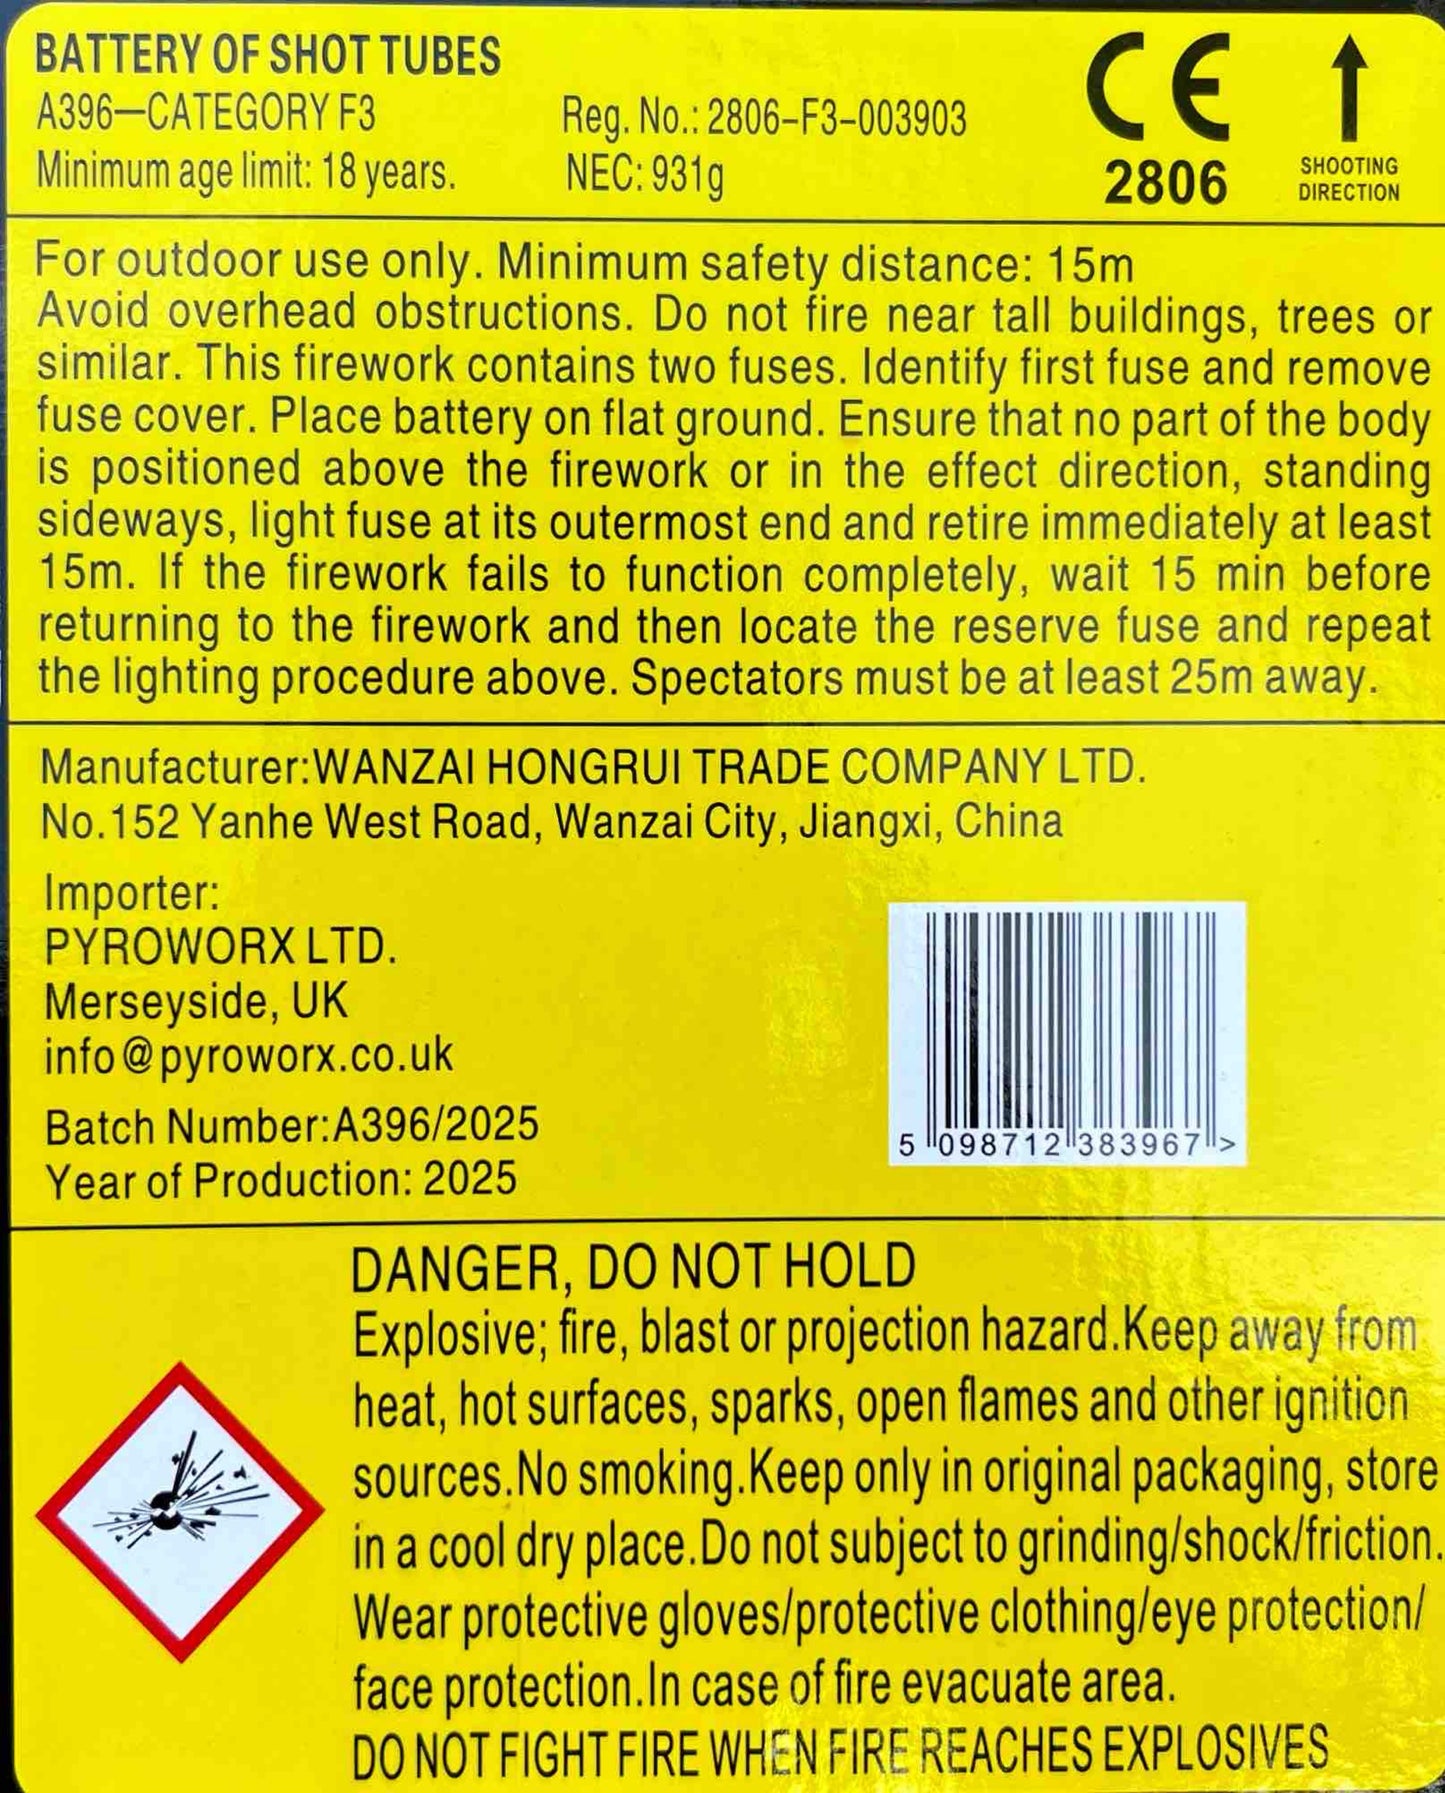 BATTERY OF SHOT TUBES
A396—CATEGORY F3
Reg. No.: 2806-F3-003903
Minimum age limit: 18 years.
NEC: 931g
CE
2806
SHOOTING
DIRECTION
For outdoor use only. Minimum safety distance: 15m
Avoid overhead obstructions. Do not fire near tall buildings, trees or
similar. This firework contains two fuses. Identify first fuse and remove
fuse cover. Place battery on flat ground. Ensure that no part of the body
is positioned above the firework or in the effect direction, standing
sideways, light fuse at its outermost end and retire immediately at least
15m. If the firework fails to function completely, wait 15 min before
returning to the firework and then locate the reserve fuse and repeat
the lighting procedure above. Spectators must be at least 25m away.
Manufacturer:WANZAI HONGRUI TRADE COMPANY LTD.
No.152 Yanhe West Road, Wanzai City, Jiangxi, China
Importer:
PYROWORX LTD.
Merseyside, UK
info@pyroworx.co.uk
Batch Number:A396/2025
Year of Production: 2025
5 098712 383967 >
DANGER, DO NOT HOLD
Explosive; fire, blast or projection hazard.Keep away from
heat, hot surfaces, sparks, open flames and other ignition
sources.No smoking.Keep only in original packaging, store
in a cool dry place.Do not subject to grinding/shock/friction.
Wear protective gloves/protective clothing/eye protection/
face protection.In case of fire evacuate area.
DO NOT FIGHT FIRE WHEN FIRE REACHES EXPLOSIVES